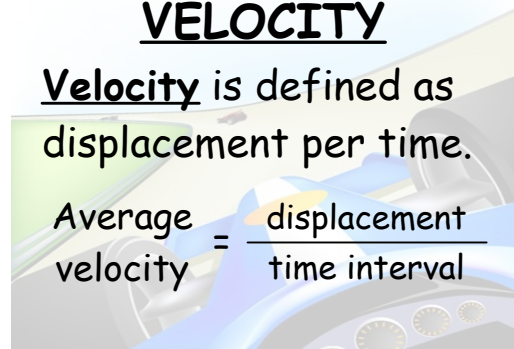 VELOCITY
Velocity is defined as
displacement per time.
Average velocity = displacement / time interval